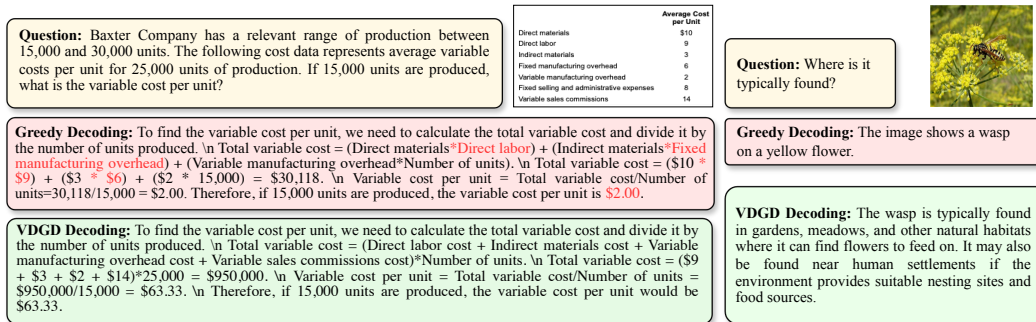 Question: Baxter Company has a relevant range of production between
15,000 and 30,000 units. The following cost data represents average variable
costs per unit for 25,000 units of production. If 15,000 units are produced,
what is the variable cost per unit?
Average Cost
per Unit
Direct materials $10
Direct labor 9
Indirect materials 3
Fixed manufacturing overhead 6
Variable manufacturing overhead 2
Fixed selling and administrative expenses 8
Variable sales commissions 14
Question: Where is it
typically found?
Greedy Decoding: To find the variable cost per unit, we need to calculate the total variable cost and divide it by
the number of units produced. \n Total variable cost = (Direct materials*Direct labor) + (Indirect materials*Fixed
manufacturing overhead) + (Variable manufacturing overhead*Number of units). \n Total variable cost = ($10 *
$9) + ($3 * $6) + ($2 * 15,000) = $30,118. \n Variable cost per unit = Total variable cost/Number of
units=30,118/15,000 = $2.00. Therefore, if 15,000 units are produced, the variable cost per unit is $2.00.
Greedy Decoding: The image shows a wasp
on a yellow flower.
VDGD Decoding: To find the variable cost per unit, we need to calculate the total variable cost and divide it by
the number of units produced. \n Total variable cost = (Direct labor cost + Indirect materials cost + Variable
manufacturing overhead cost + Variable sales commissions cost)*Number of units. \n Total variable cost = ($9
+ $3 + $2 + $14)*25,000 = $950,000. \n Variable cost per unit = Total variable cost/Number of units =
$950,000/15,000 = $63.33. \n Therefore, if 15,000 units are produced, the variable cost per unit would be
$63.33.
VDGD Decoding: The wasp is typically found
in gardens, meadows, and other natural habitats
where it can find flowers to feed on. It may also
be found near human settlements if the
environment provides suitable nesting sites and
food sources.